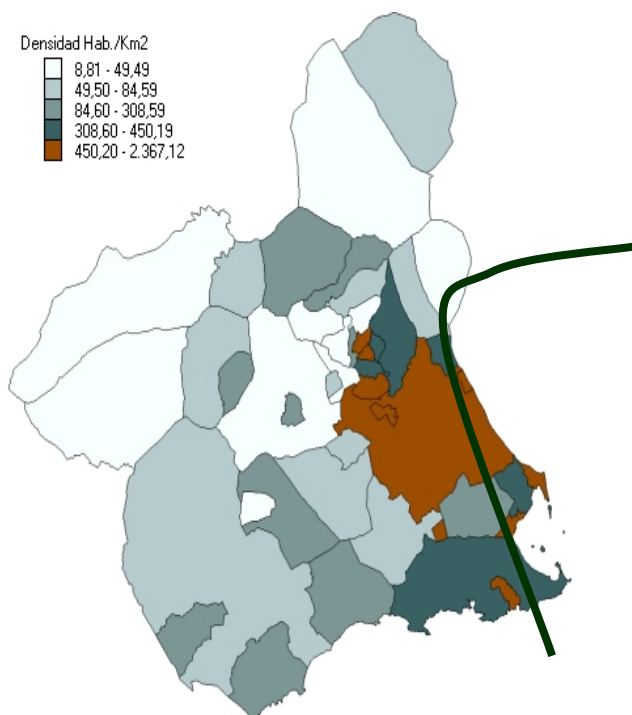 Densidad Hab./Km2
8,81 - 49,49
49,50 - 84,59
84,60 - 308,59
308,60 - 450,19
450,20 - 2.367,12